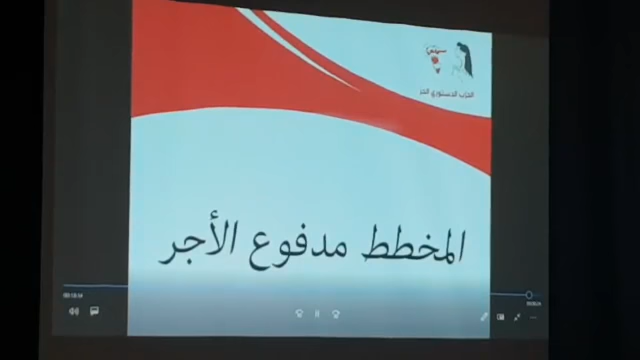 الحزب الدستوري الحر
المخطط مدفوع الأجر